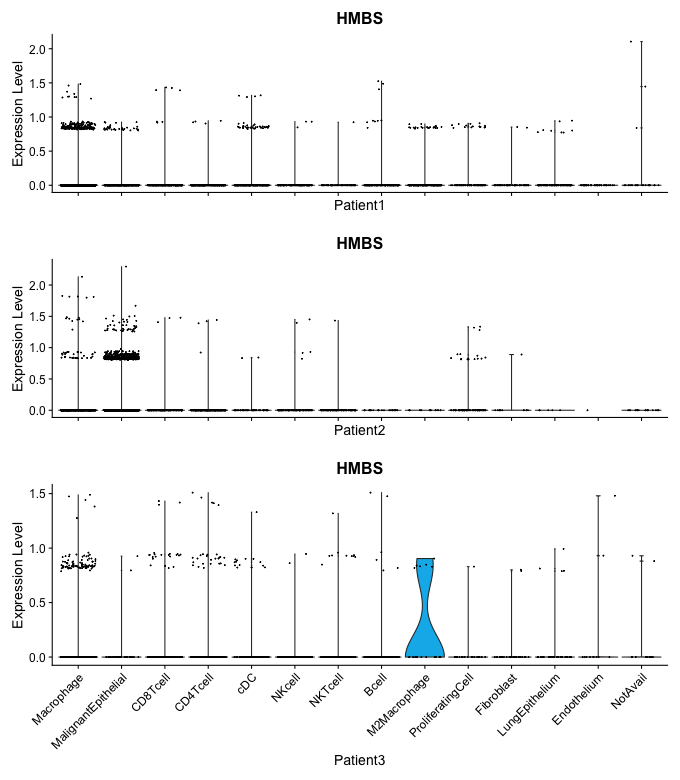 HMBS
Expression Level
2.0
1.5
1.0
0.5
0.0
Patient1
HMBS
Expression Level
2.0
1.5
1.0
0.5
0.0
Patient2
HMBS
Expression Level
1.5
1.0
0.5
0.0
Macrophage
MalignantEpithelial
CD8Tcell
CD4Tcell
cDC
NKcell
NKTcell
Bcell
M2Macrophage
ProliferatingCell
Fibroblast
LungEpithelium
Endothelium
NotAvail
Patient3